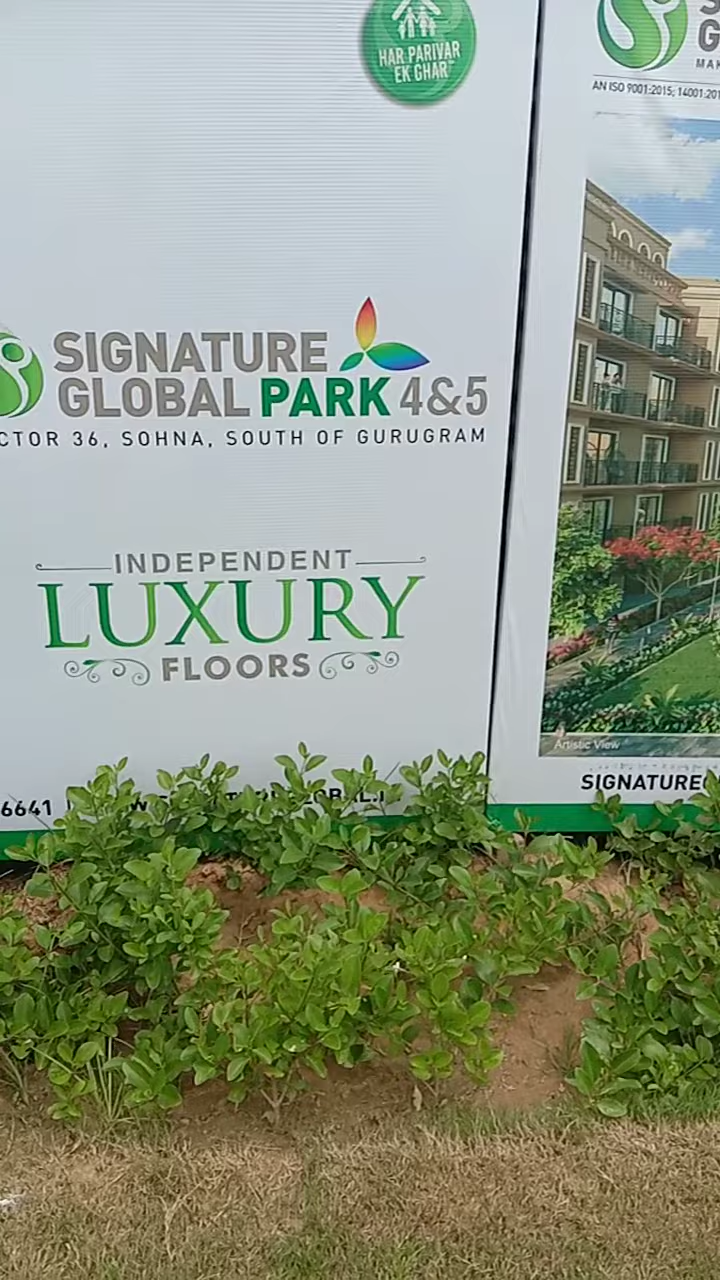 HAR PARIVAR
EK GHAR
SIGNATURE
GLOBAL PARK 4&5
CTOR 36, SOHNA, SOUTH OF GURUGRAM
INDEPENDENT
LUXURY
FLOORS
6641
AN ISO 9001:2015; 14001:201
Artistic View
SIGNATURE